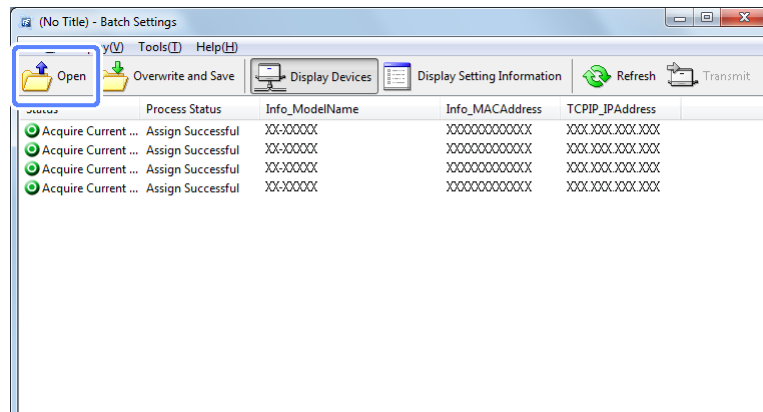 (No Title) - Batch Settings
y(V) Tools(T) Help(H)
Open Overwrite and Save Display Devices Display Setting Information Refresh Transmit
Status Process Status Info_ModelName Info_MACAddress TCPIP_IPAddress
Acquire Current ... Assign Successful XX-XXXXX XXXXXXXXXXXX XXX.XXX.XXX.XXX
Acquire Current ... Assign Successful XX-XXXXX XXXXXXXXXXXX XXX.XXX.XXX.XXX
Acquire Current ... Assign Successful XX-XXXXX XXXXXXXXXXXX XXX.XXX.XXX.XXX
Acquire Current ... Assign Successful XX-XXXXX XXXXXXXXXXXX XXX.XXX.XXX.XXX